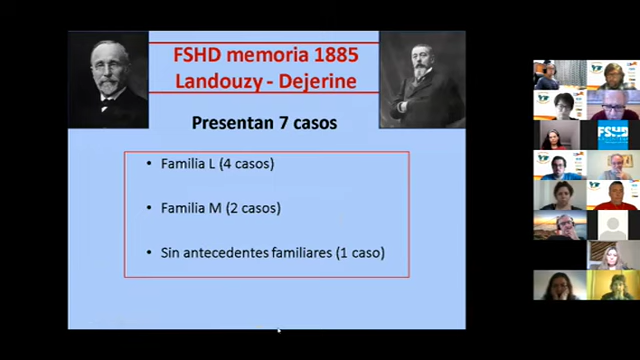 FSHD memoria 1885
Landouzy - Dejerine
Presentan 7 casos
• Familia L (4 casos)
• Familia M (2 casos)
• Sin antecedentes familiares (1 caso)
FSHD